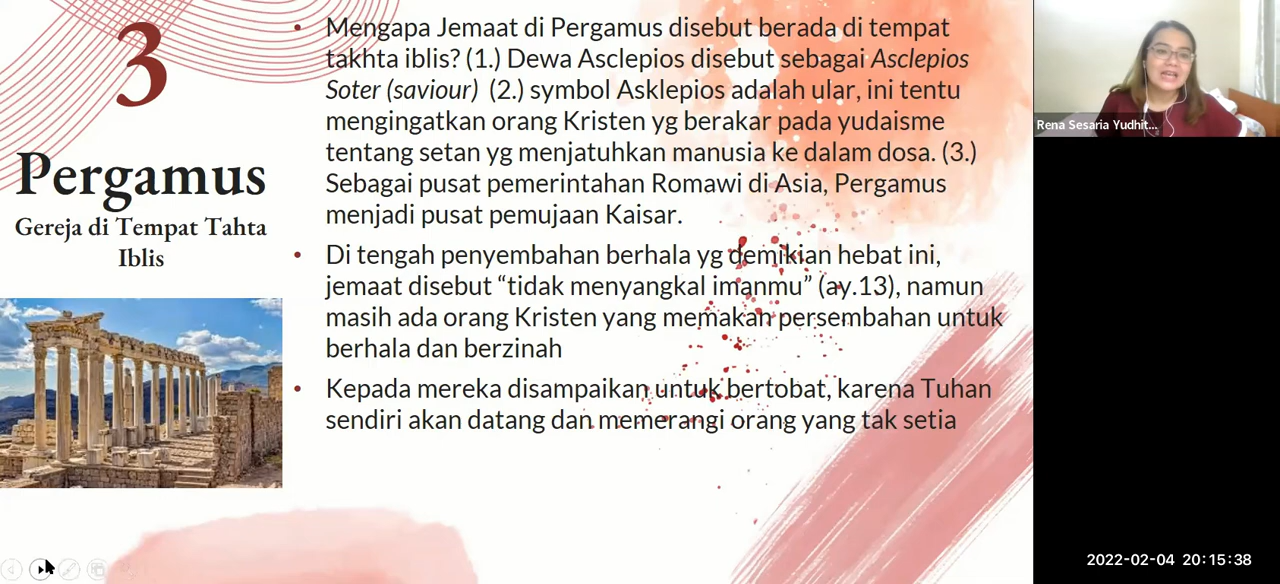 3
Pergamus
Gereja di Tempat Tahta
Iblis
• Mengapa Jemaat di Pergamus disebut berada di tempat
takhta iblis? (1.) Dewa Asclepios disebut sebagai Asclepios
Soter (saviour) (2.) symbol Asklepios adalah ular, ini tentu
mengingatkan orang Kristen yg berakar pada yudaisme
tentang setan yg menjatuhkan manusia ke dalam dosa. (3.)
Sebagai pusat pemerintahan Romawi di Asia, Pergamus
menjadi pusat pemujaan Kaisar.
• Di tengah penyembahan berhala yg demikian hebat ini,
jemaat disebut “tidak menyangkal imanmu” (ay.13), namun
masih ada orang Kristen yang memakan persembahan untuk
berhala dan berzinah
• Kepada mereka disampaikan untuk bertobat, karena Tuhan
sendiri akan datang dan memerangi orang yang tak setia
Rena Sesaria Yudhit...
2022-02-04 20:15:38